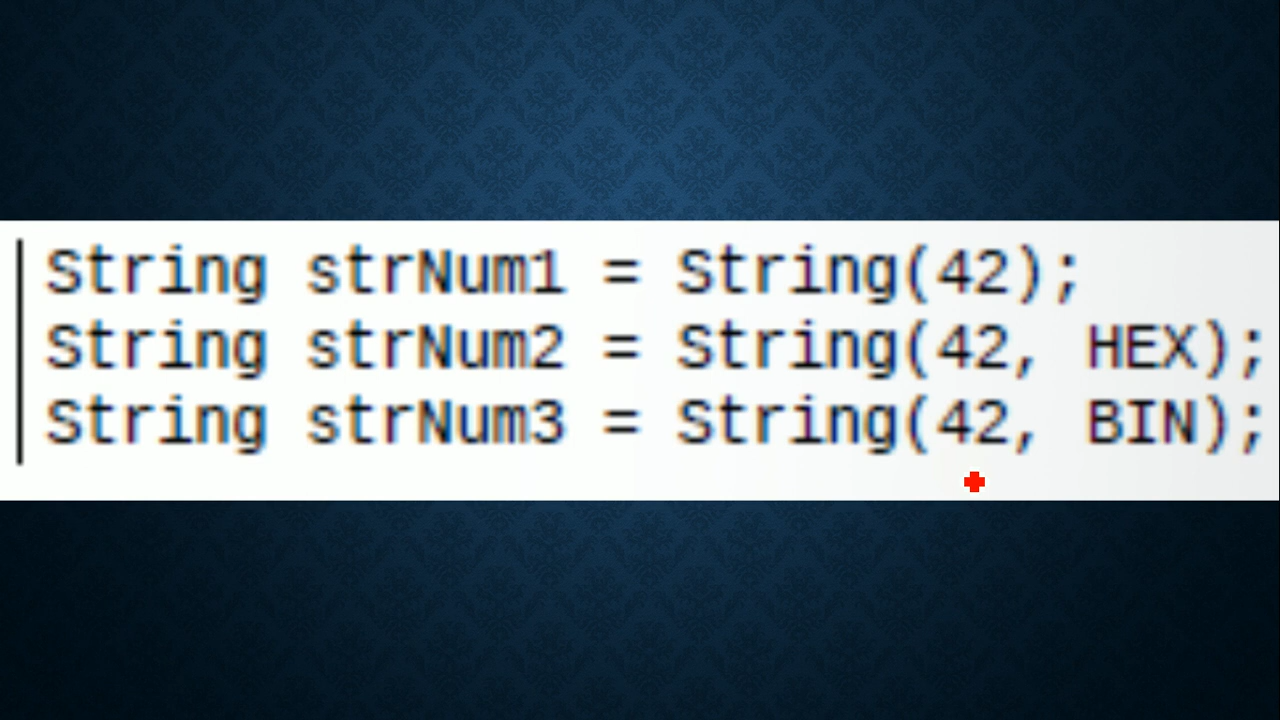 String strNum1 = String(42);
String strNum2 = String(42, HEX);
String strNum3 = String(42, BIN);